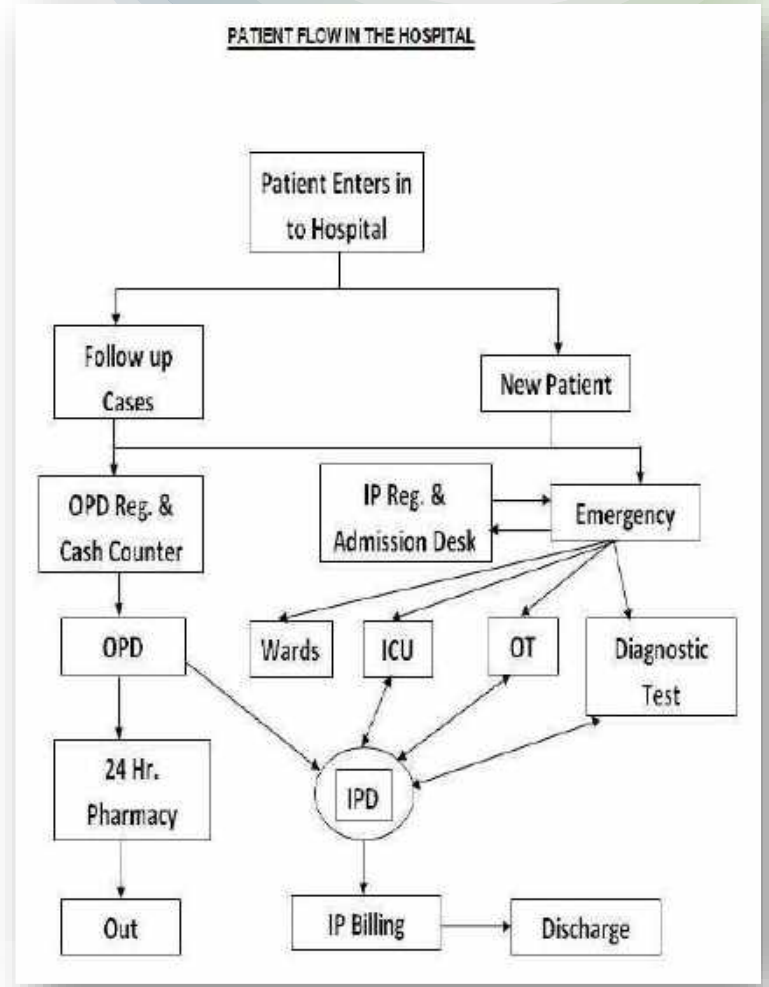 PATIENT FLOW IN THE HOSPITAL
Patient Enters in
to Hospital
Follow up
Cases
New Patient
OPD Reg. &
Cash Counter
IP Reg. &
Admission Desk
Emergency
OPD
Wards
ICU
OT
Diagnostic
Test
24 Hr.
Pharmacy
IPD
Out
IP Billing
Discharge